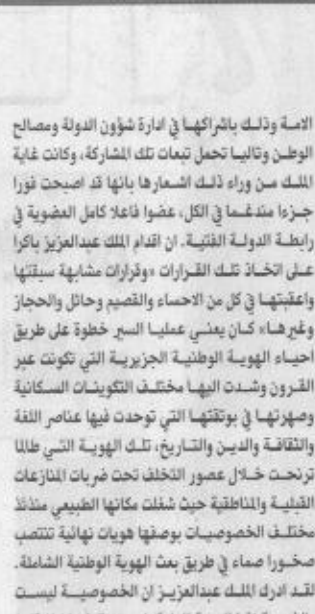 الامة وذلك باشراكها في ادارة شؤون الدولة ومصالح
الوطن وتاليا تحمل تبعات تلك المشاركة، وكانت غاية
الملك من وراء ذلك اشعارها بانها قد اصبحت فورا
جزءا مندغما في الكل، عضوا فاعلا كامل العضوية في
رابطة الدولة الفتية. ان اقدام الملك عبدالعزيز باكرا
على اتخاذ تلك القرارات «وقرارات مشابهة سبقتها
واعقبتها في كل من الاحساء والقصيم وحائل والحجاز
وغيرها» كان يعني عمليا السير خطوة على طريق
احياء الهوية الوطنية الجزيرية التي تكونت عبر
القرون وشدت اليها مختلف التكوينات السكانية
وصهرتها في بوتقتها التي توحدت فيها عناصر اللغة
والثقافة والدين والتاريخ، تلك الهوية التي طالما
ترنحت خلال عصور التخلف تحت ضربات المنازعات
القبلية والمناطقية حيث شغلت مكانها الطبيعي منذئذ
مختلف الخصوصيات بوصفها هويات نهائية تنتصب
صخورا صماء في طريق بعث الهوية الوطنية الشاملة.
لقد ادرك الملك عبدالعزيز ان الخصوصية ليست